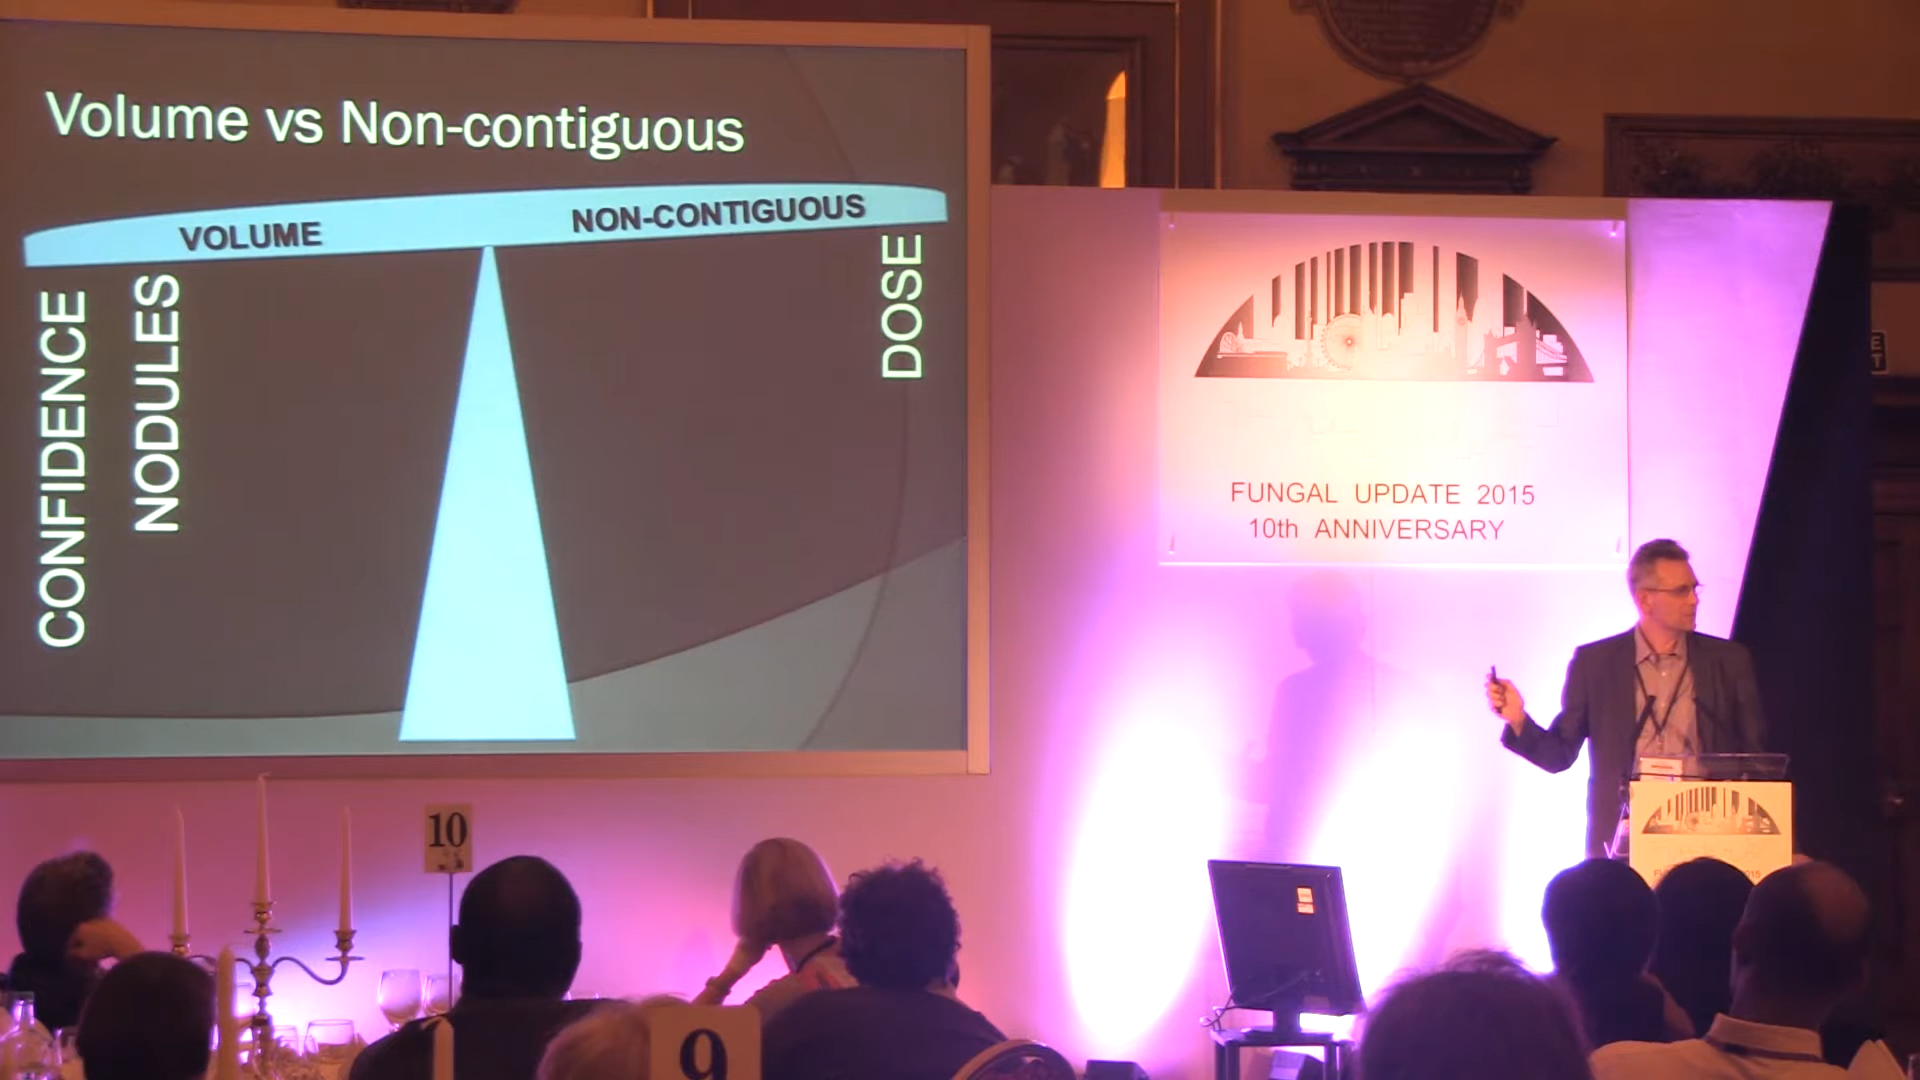 Volume vs Non-contiguous
VOLUME
NON-CONTIGUOUS
CONFIDENCE
NODULES
DOSE
FUNGAL UPDATE 2015
10th ANNIVERSARY
10
9